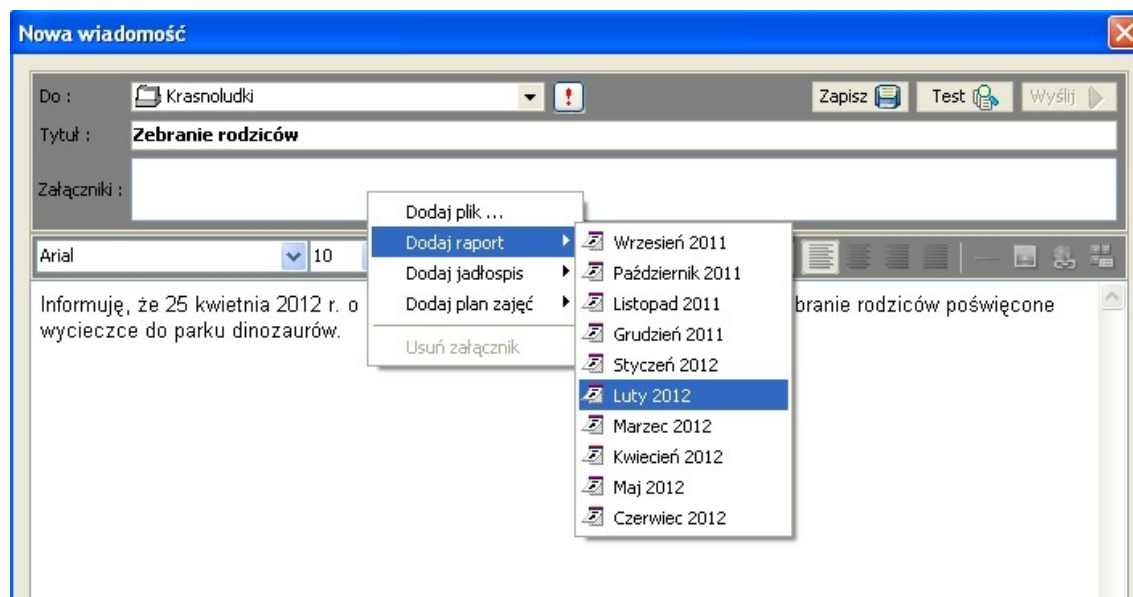 Nowa wiadomość
Do : Krasnoludki ! Zapisz Test Wyślij
Tytuł : Zebranie rodziców
Załączniki :
Dodaj plik ...
Dodaj raport
Dodaj jadłospis
Dodaj plan zajęć
Usuń załącznik
Wrzesień 2011
Październik 2011
Listopad 2011
Grudzień 2011
Styczeń 2012
Luty 2012
Marzec 2012
Kwiecień 2012
Maj 2012
Czerwiec 2012
Arial 10
Informuję, że 25 kwietnia 2012 r. o branie rodziców poświęcone
wycieczce do parku dinozaurów.